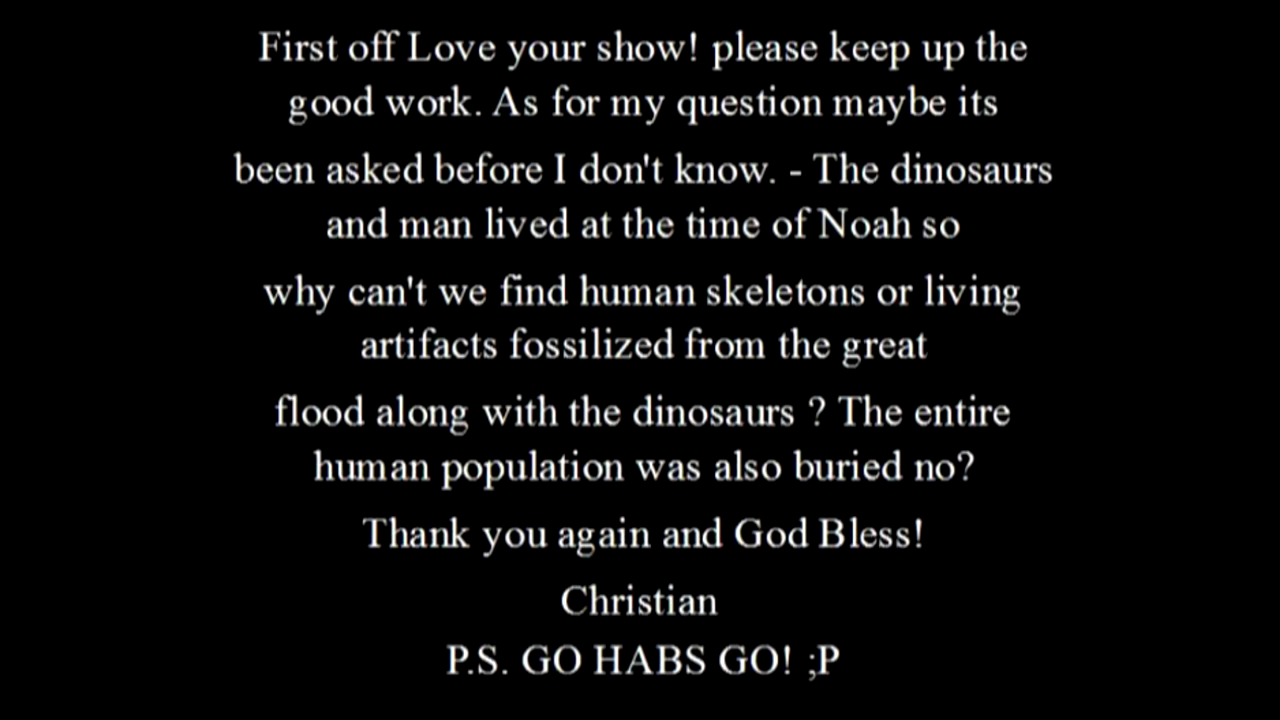 First off Love your show! please keep up the
good work. As for my question maybe its
been asked before I don't know. - The dinosaurs
and man lived at the time of Noah so
why can't we find human skeletons or living
artifacts fossilized from the great
flood along with the dinosaurs ? The entire
human population was also buried no?
Thank you again and God Bless!
Christian
P.S. GO HABS GO! ;P